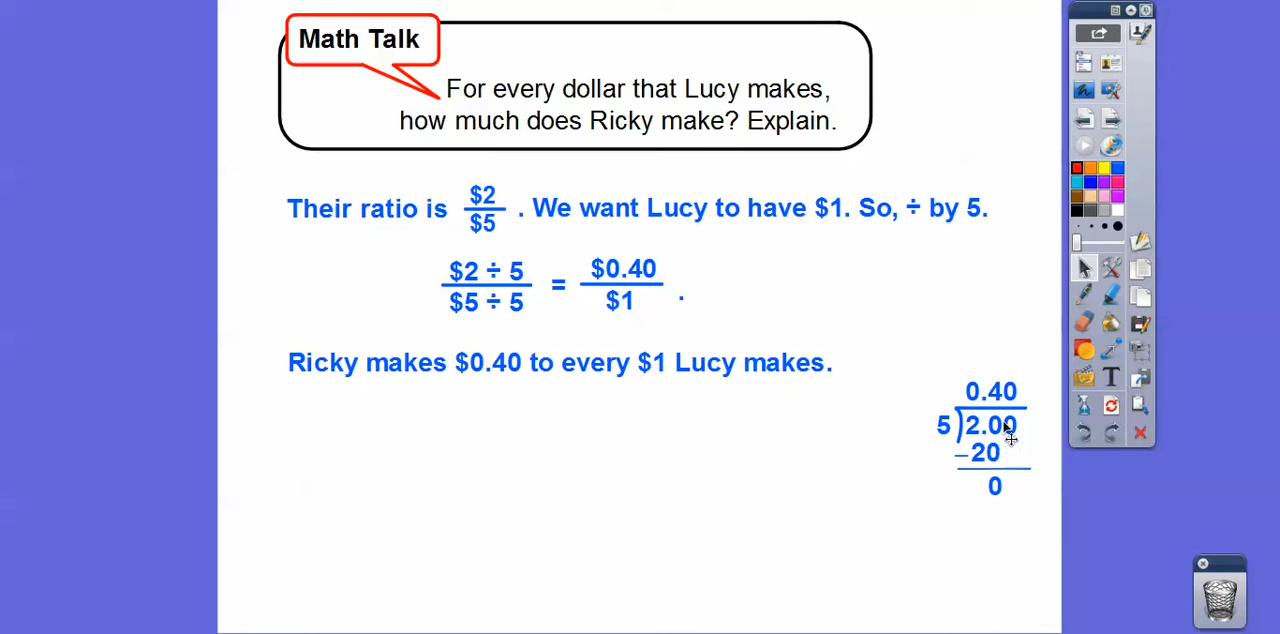 Math Talk
For every dollar that Lucy makes,
how much does Ricky make? Explain.
Their ratio is $2/$5 . We want Lucy to have $1. So, ÷ by 5.
$2 ÷ 5 / $5 ÷ 5 = $0.40 / $1 .
Ricky makes $0.40 to every $1 Lucy makes.
0.40
5)2.00
–20
0
T